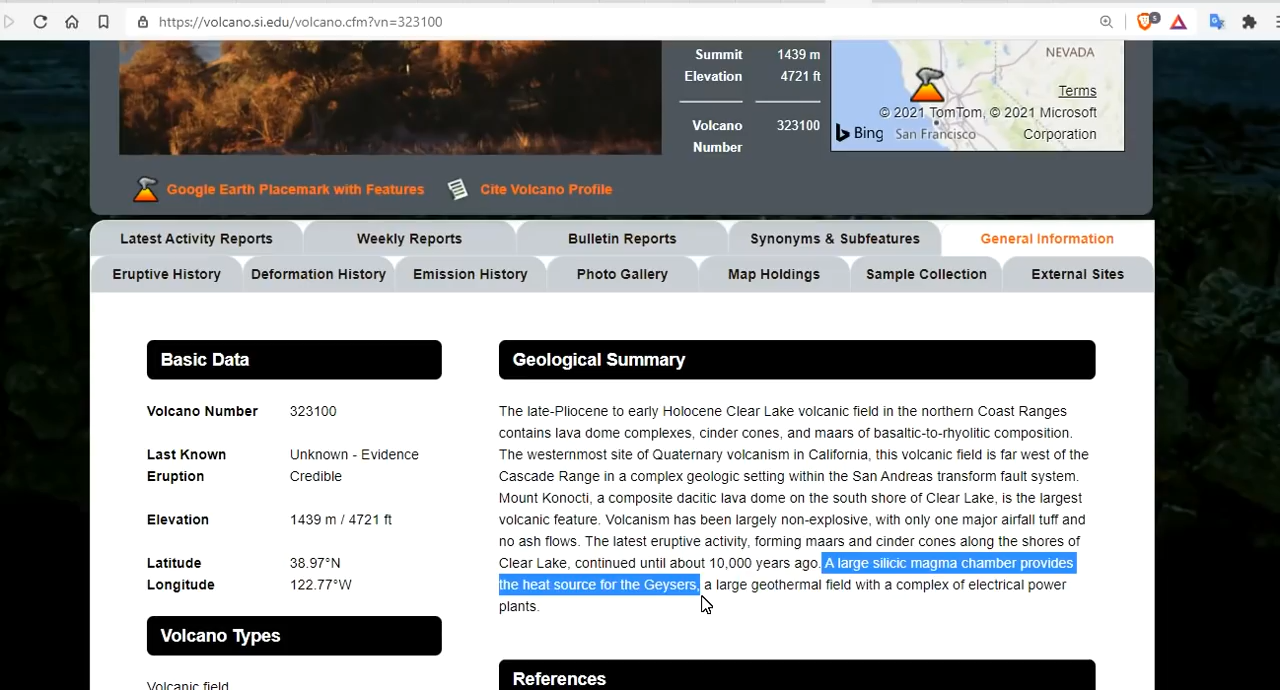 https://volcano.si.edu/volcano.cfm?vn=323100
5
Summit 1439 m
Elevation 4721 ft
Volcano 323100
Number
NEVADA
Terms
© 2021 TomTom, © 2021 Microsoft
Bing San Francisco Corporation
Google Earth Placemark with Features Cite Volcano Profile
Latest Activity Reports Weekly Reports Bulletin Reports Synonyms & Subfeatures General Information
Eruptive History Deformation History Emission History Photo Gallery Map Holdings Sample Collection External Sites
Basic Data
Volcano Number 323100
Last Known Unknown - Evidence
Eruption Credible
Elevation 1439 m / 4721 ft
Latitude 38.97°N
Longitude 122.77°W
Volcano Types
Volcanic field
Geological Summary
The late-Pliocene to early Holocene Clear Lake volcanic field in the northern Coast Ranges
contains lava dome complexes, cinder cones, and maars of basaltic-to-rhyolitic composition.
The westernmost site of Quaternary volcanism in California, this volcanic field is far west of the
Cascade Range in a complex geologic setting within the San Andreas transform fault system.
Mount Konocti, a composite dacitic lava dome on the south shore of Clear Lake, is the largest
volcanic feature. Volcanism has been largely non-explosive, with only one major airfall tuff and
no ash flows. The latest eruptive activity, forming maars and cinder cones along the shores of
Clear Lake, continued until about 10,000 years ago. A large silicic magma chamber provides
the heat source for the Geysers, a large geothermal field with a complex of electrical power
plants.
References